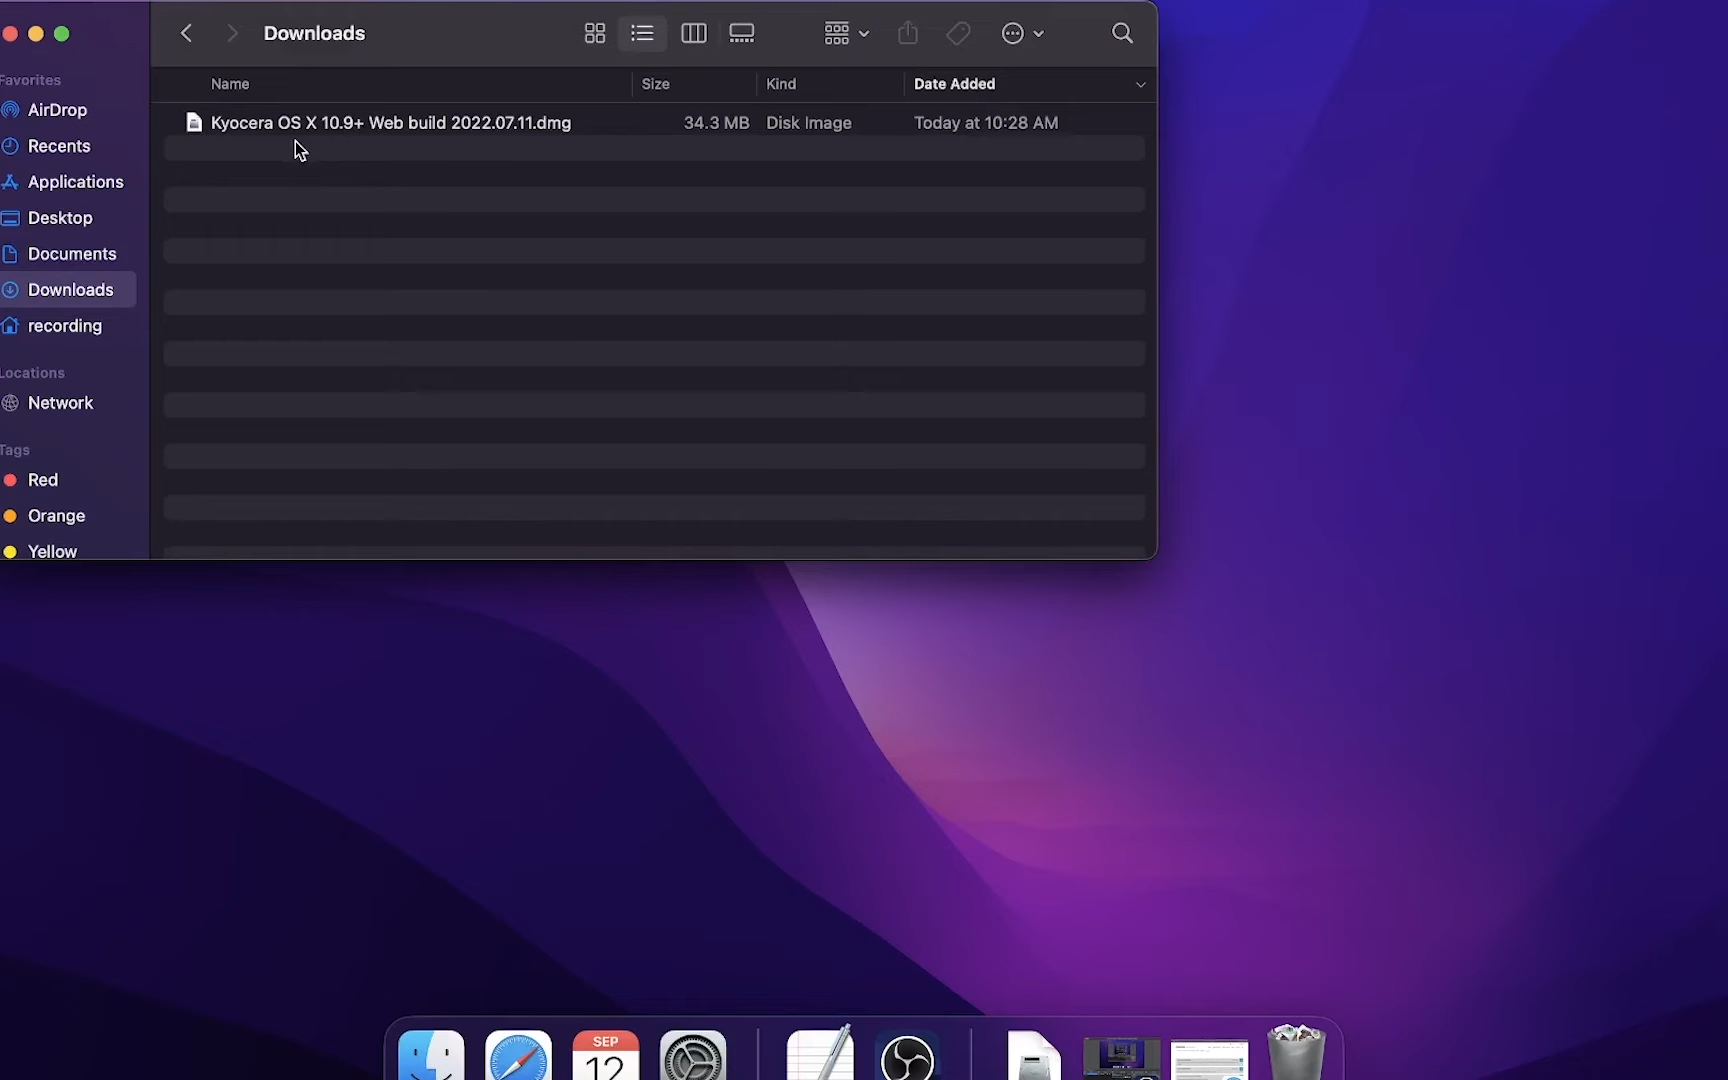 Downloads
Name Size Kind Date Added
Kyocera OS X 10.9+ Web build 2022.07.11.dmg 34.3 MB Disk Image Today at 10:28 AM
Favorites
AirDrop
Recents
Applications
Desktop
Documents
Downloads
recording
Locations
Network
Tags
Red
Orange
Yellow
SEP
12